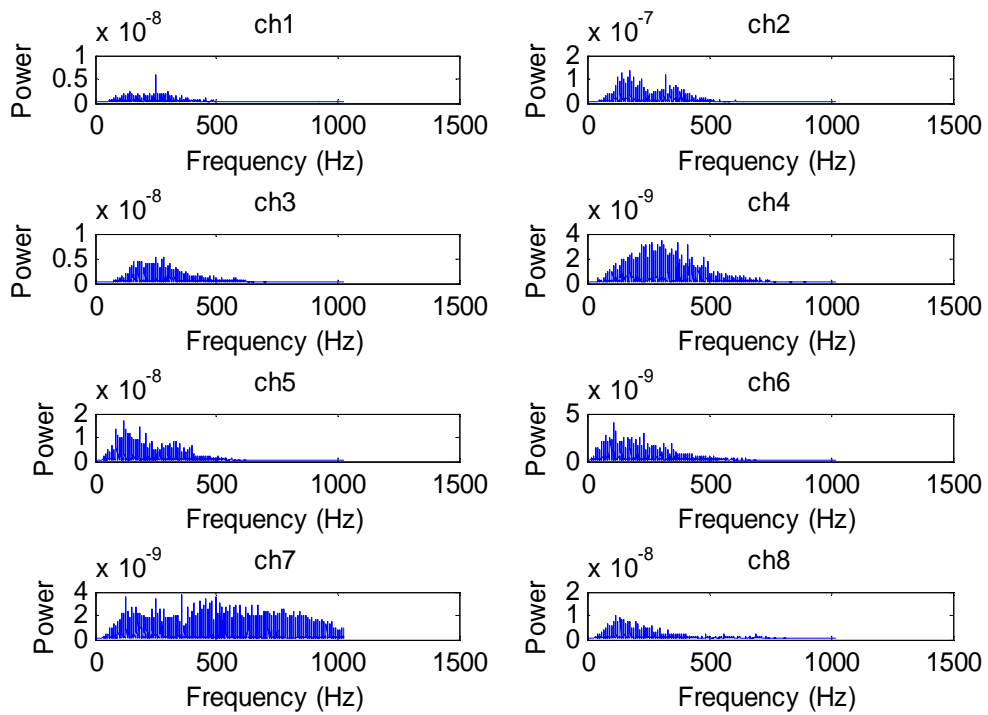 x 10^-8
ch1
Power
1
0.5
0
0 500 1000 1500
Frequency (Hz)
x 10^-7
ch2
Power
2
1
0
0 500 1000 1500
Frequency (Hz)
x 10^-8
ch3
Power
1
0.5
0
0 500 1000 1500
Frequency (Hz)
x 10^-9
ch4
Power
4
2
0
0 500 1000 1500
Frequency (Hz)
x 10^-8
ch5
Power
2
1
0
0 500 1000 1500
Frequency (Hz)
x 10^-9
ch6
Power
5
0
0 500 1000 1500
Frequency (Hz)
x 10^-9
ch7
Power
4
2
0
0 500 1000 1500
Frequency (Hz)
x 10^-8
ch8
Power
2
1
0
0 500 1000 1500
Frequency (Hz)